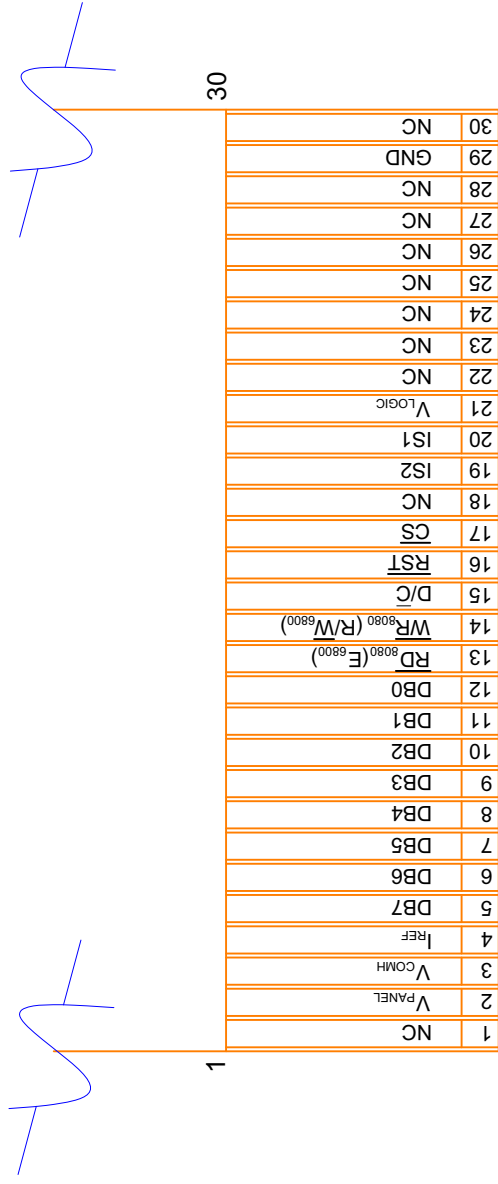 1
1 NC
2 VPANEL
3 VCOMH
4 IREF
5 DB7
6 DB6
7 DB5
8 DB4
9 DB3
10 DB2
11 DB1
12 DB0
13 RD8080(E6800)
14 WR8080 (R/W6800)
15 D/C
16 RST
17 CS
18 NC
19 IS2
20 IS1
21 VLOGIC
22 NC
23 NC
24 NC
25 NC
26 NC
27 NC
28 NC
29 GND
30 NC
30